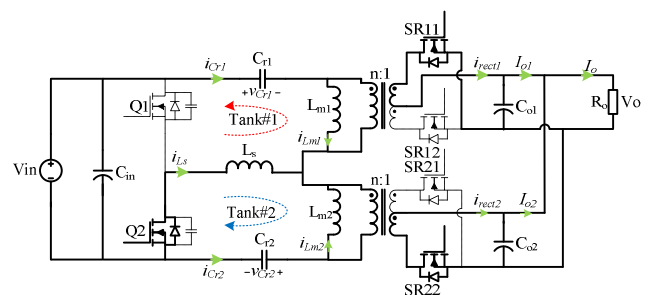 SR11
i_Cr1
C_r1
n:1
i_rect1
I_o1
I_o
+v_Cr1-
Q1
Tank#1
L_m1
C_o1
R_o
Vo
i_Lm1
SR12
L_s
SR21
Vin
C_in
i_Ls
n:1
Tank#2
L_m2
i_rect2
I_o2
Q2
C_r2
i_Lm2
C_o2
i_Cr2
-v_Cr2+
SR22